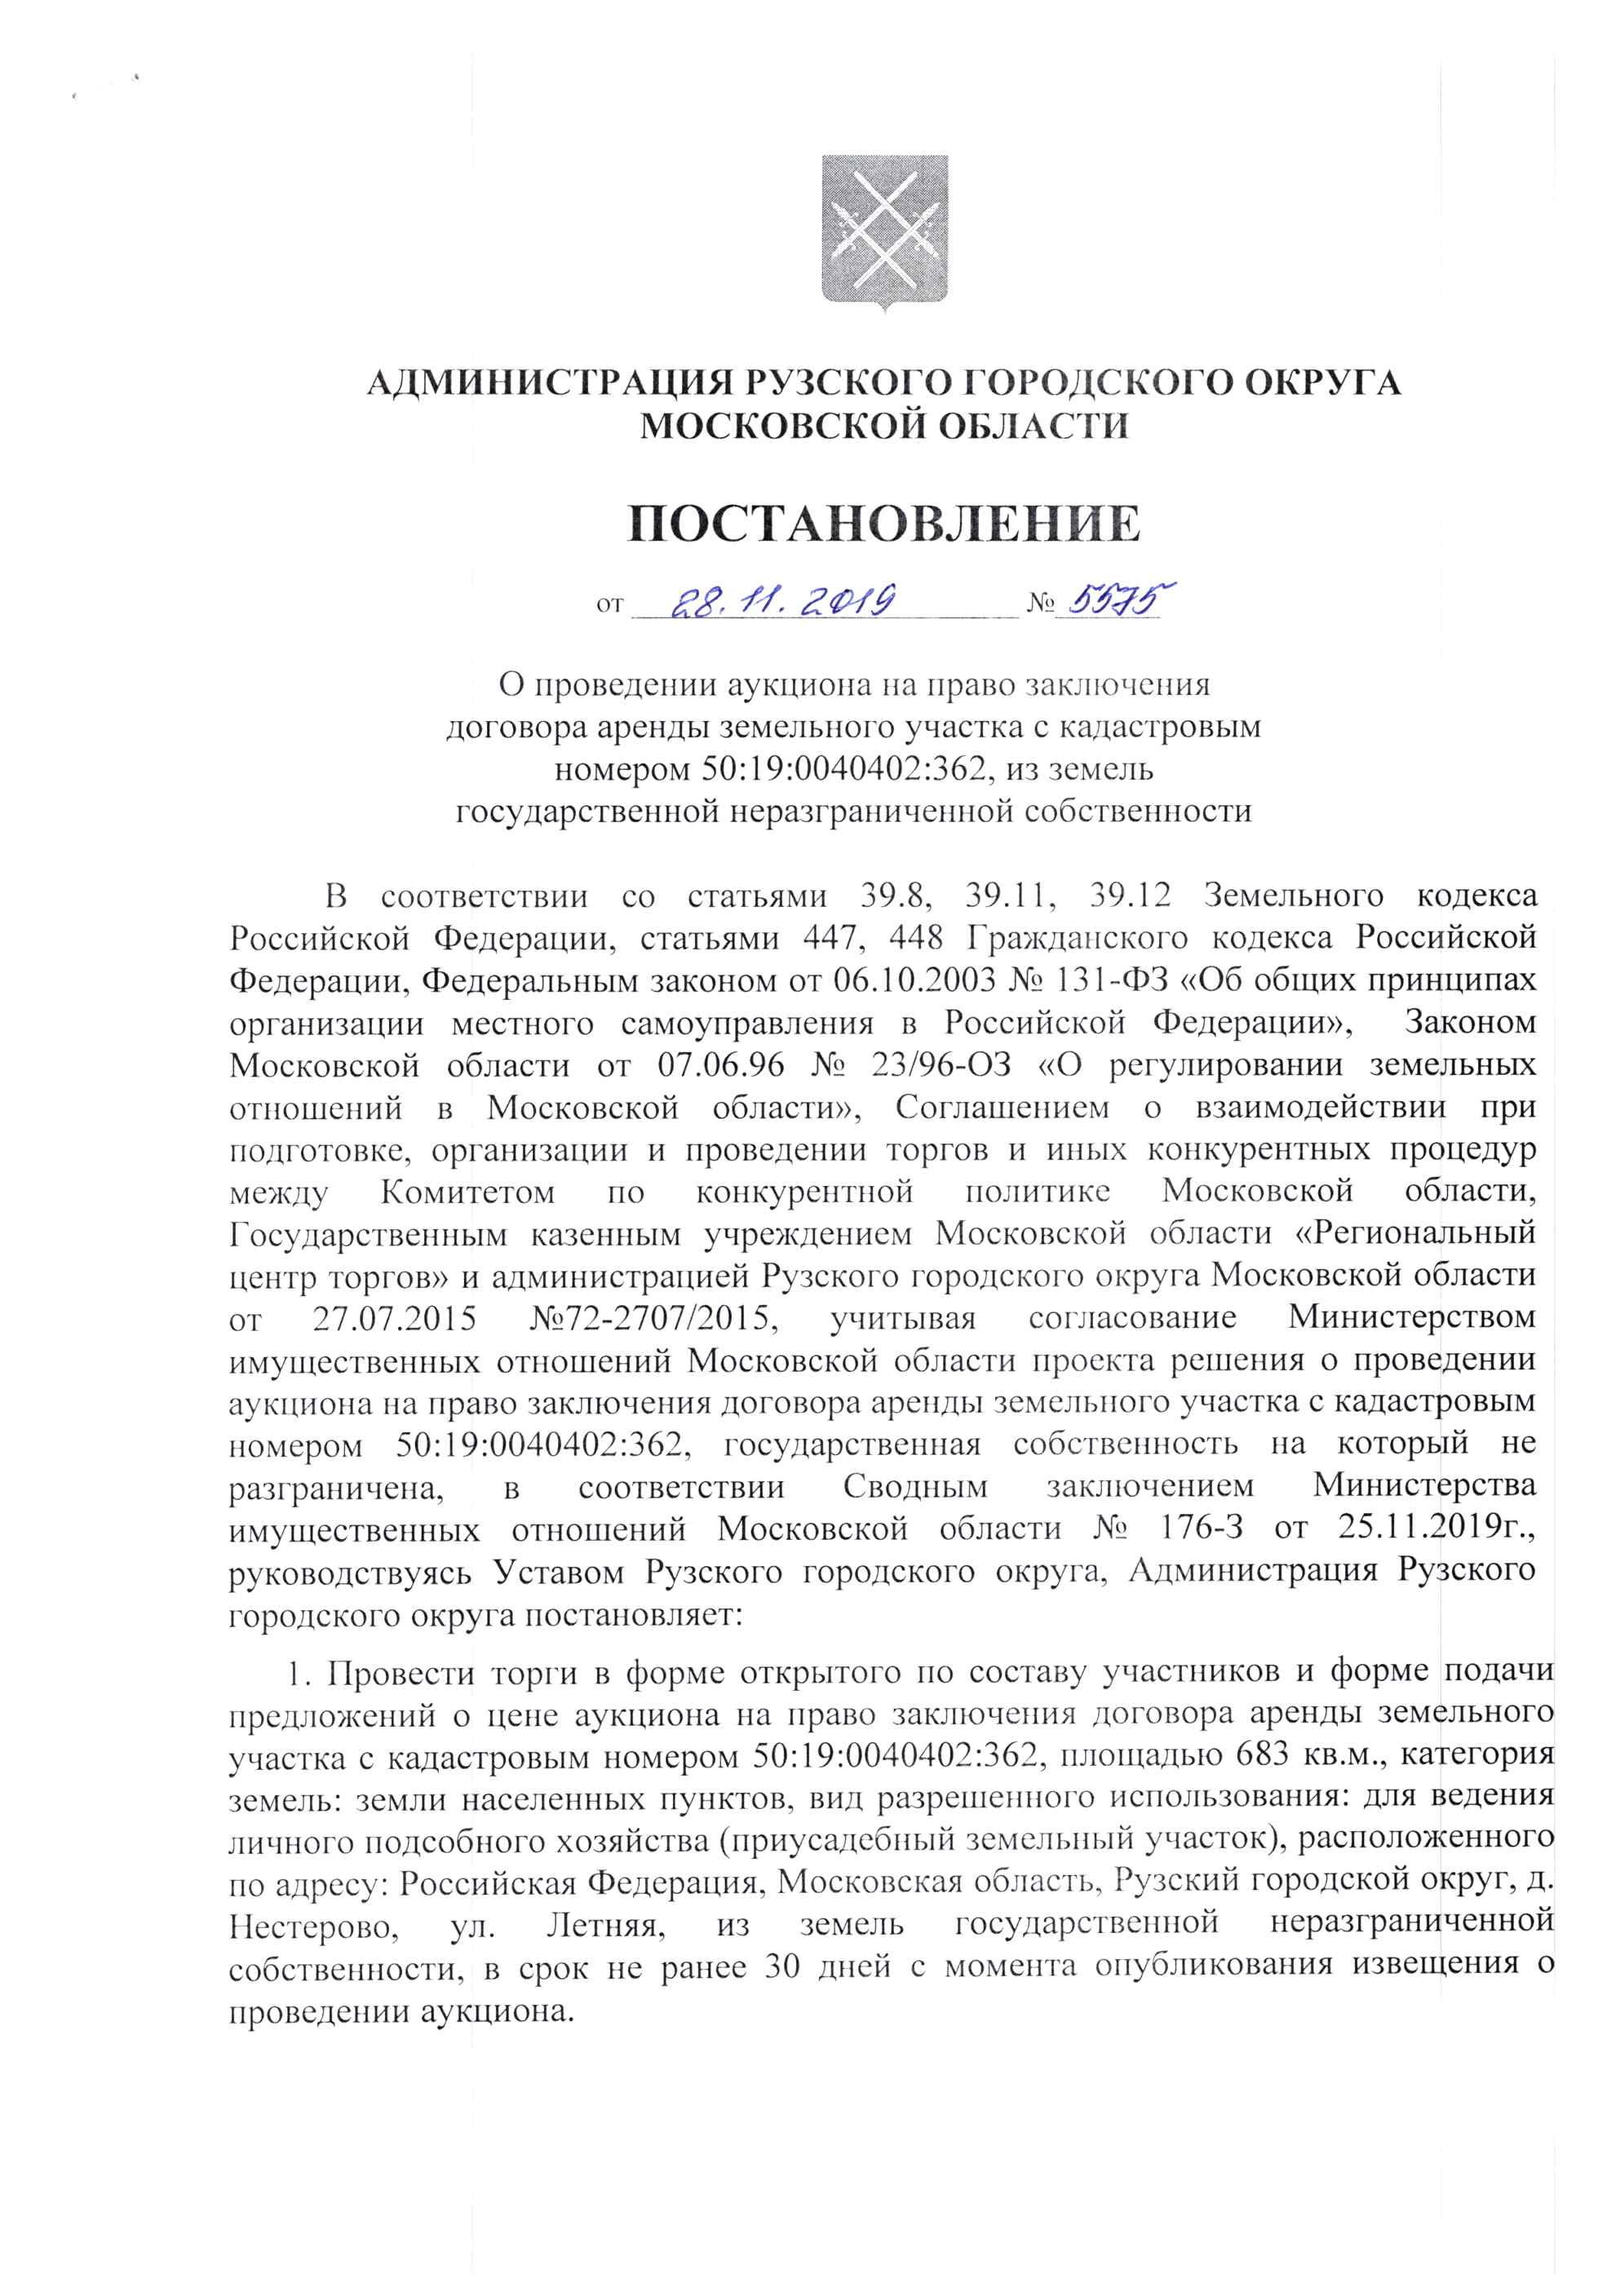 АДМИНИСТРАЦИЯ РУЗСКОГО ГОРОДСКОГО ОКРУГА
МОСКОВСКОЙ ОБЛАСТИ
ПОСТАНОВЛЕНИЕ
от 28.11.2019 № 5575
О проведении аукциона на право заключения
договора аренды земельного участка с кадастровым
номером 50:19:0040402:362, из земель
государственной неразграниченной собственности
В соответствии со статьями 39.8, 39.11, 39.12 Земельного кодекса
Российской Федерации, статьями 447, 448 Гражданского кодекса Российской
Федерации, Федеральным законом от 06.10.2003 № 131-ФЗ «Об общих принципах
организации местного самоуправления в Российской Федерации», Законом
Московской области от 07.06.96 № 23/96-ОЗ «О регулировании земельных
отношений в Московской области», Соглашением о взаимодействии при
подготовке, организации и проведении торгов и иных конкурентных процедур
между Комитетом по конкурентной политике Московской области,
Государственным казенным учреждением Московской области «Региональный
центр торгов» и администрацией Рузского городского округа Московской области
от 27.07.2015 №72-2707/2015, учитывая согласование Министерством
имущественных отношений Московской области проекта решения о проведении
аукциона на право заключения договора аренды земельного участка с кадастровым
номером 50:19:0040402:362, государственная собственность на который не
разграничена, в соответствии Сводным заключением Министерства
имущественных отношений Московской области № 176-З от 25.11.2019г.,
руководствуясь Уставом Рузского городского округа, Администрация Рузского
городского округа постановляет:
1. Провести торги в форме открытого по составу участников и форме подачи
предложений о цене аукциона на право заключения договора аренды земельного
участка с кадастровым номером 50:19:0040402:362, площадью 683 кв.м., категория
земель: земли населенных пунктов, вид разрешенного использования: для ведения
личного подсобного хозяйства (приусадебный земельный участок), расположенного
по адресу: Российская Федерация, Московская область, Рузский городской округ, д.
Нестерово, ул. Летняя, из земель государственной неразграниченной
собственности, в срок не ранее 30 дней с момента опубликования извещения о
проведении аукциона.